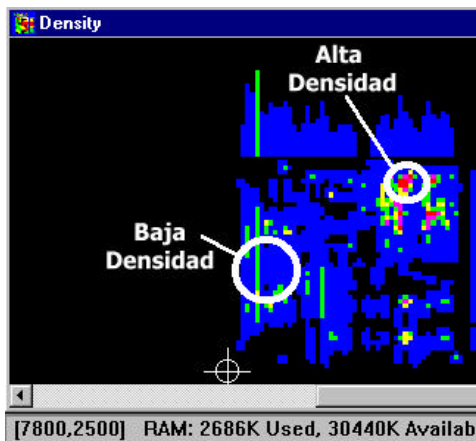 Density
Alta
Densidad
Baja
Densidad
[7800,2500] RAM: 2686K Used, 30440K Availab